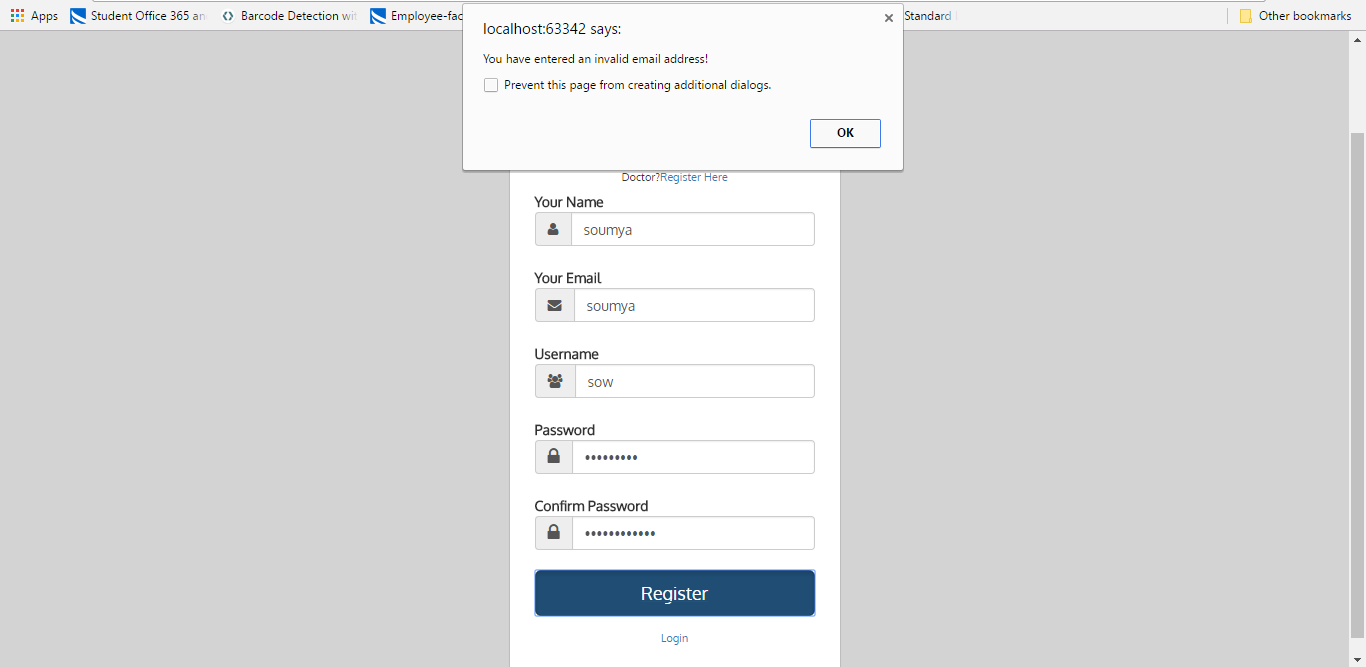 Apps Student Office 365 an Barcode Detection wit Employee-fac Standard Other bookmarks
localhost:63342 says:
You have entered an invalid email address!
Prevent this page from creating additional dialogs.
OK
Doctor?Register Here
Your Name
soumya
Your Email
soumya
Username
sow
Password
•••••••••
Confirm Password
••••••••••••
Register
Login